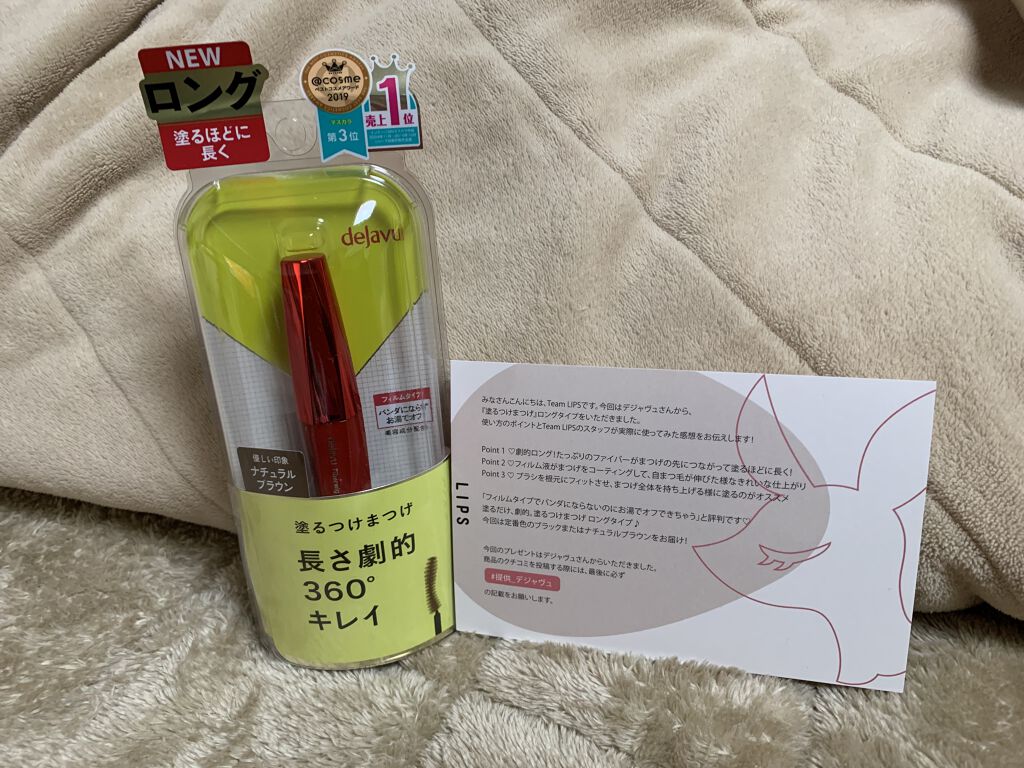 NEW
ロング
塗るほどに
長く
@cosme
ベストコスメアワード
2019
マスカラ
第3位
売上1位
dejavu
フィルムタイプ
パンダにならず
お湯でオフ
美容成分配合
優しい印象
ナチュラル
ブラウン
塗るつけまつげ
長さ劇的
360°
キレイ
LIPS
みなさんこんにちは、Team LIPSです。今回はデジャヴュさんから、
『塗るつけまつげ』ロングタイプをいただきました。
使い方のポイントとTeam LIPSのスタッフが実際に使ってみた感想をお伝えします!
Point 1 ♡劇的ロング!たっぷりのファイバーがまつげの先につながって塗るほどに長く!
Point 2 ♡フィルム液がまつげをコーティングして、自まつ毛が伸びた様なきれいな仕上がり
Point 3 ♡ ブラシを根元にフィットさせ、まつげ全体を持ち上げる様に塗るのがオススメ
「フィルムタイプでパンダにならないのにお湯でオフできちゃう」と評判です♡
塗るだけ、劇的。塗るつけまつげ ロングタイプ♪
今回は定番色のブラックまたはナチュラルブラウンをお届け!
今回のプレゼントはデジャヴュさんからいただきました。
商品のクチコミを投稿する際には、最後に必ず
#提供_デジャヴュ
の記載をお願いします。